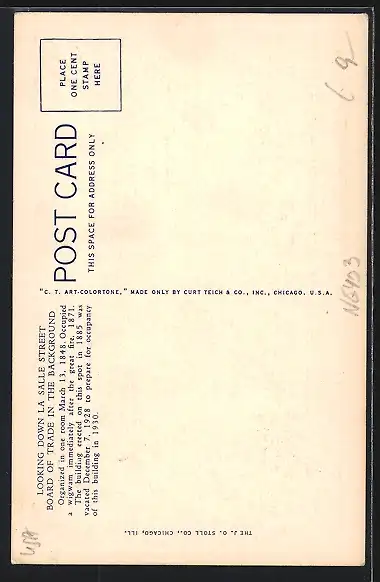 LOOKING DOWN LA SALLE STREET
BOARD OF TRADE IN THE BACKGROUND
Organized in one room March 13, 1848. Occupied
a wigwam immediately after the great fire, 1871.
The building erected on this spot in 1885 was
vacated December 7, 1928 to prepare for occupancy
of this building in 1930.
"C. T. ART-COLORTONE," MADE ONLY BY CURT TEICH & CO., INC., CHICAGO, U.S.A.
POST CARD
THIS SPACE FOR ADDRESS ONLY
PLACE
ONE CENT
STAMP
HERE
THE J. O. STOLL CO., CHICAGO, ILL.
USA